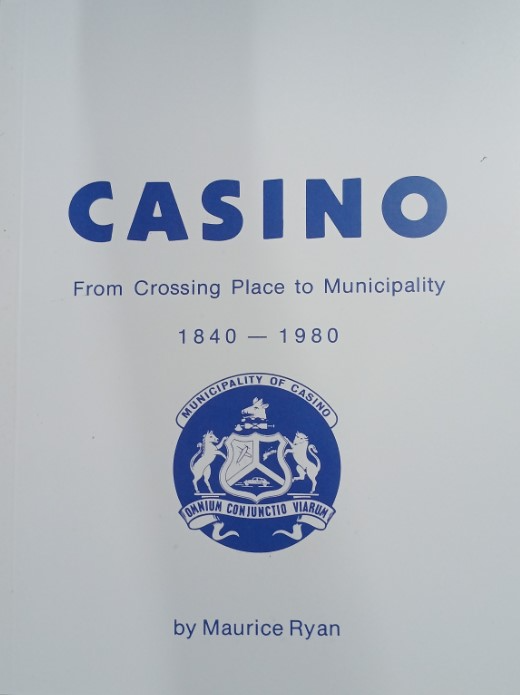 CASINO
From Crossing Place to Municipality
1840 — 1980
MUNICIPALITY OF CASINO
OMNIUM CONJUNCTIO VIARUM
by Maurice Ryan